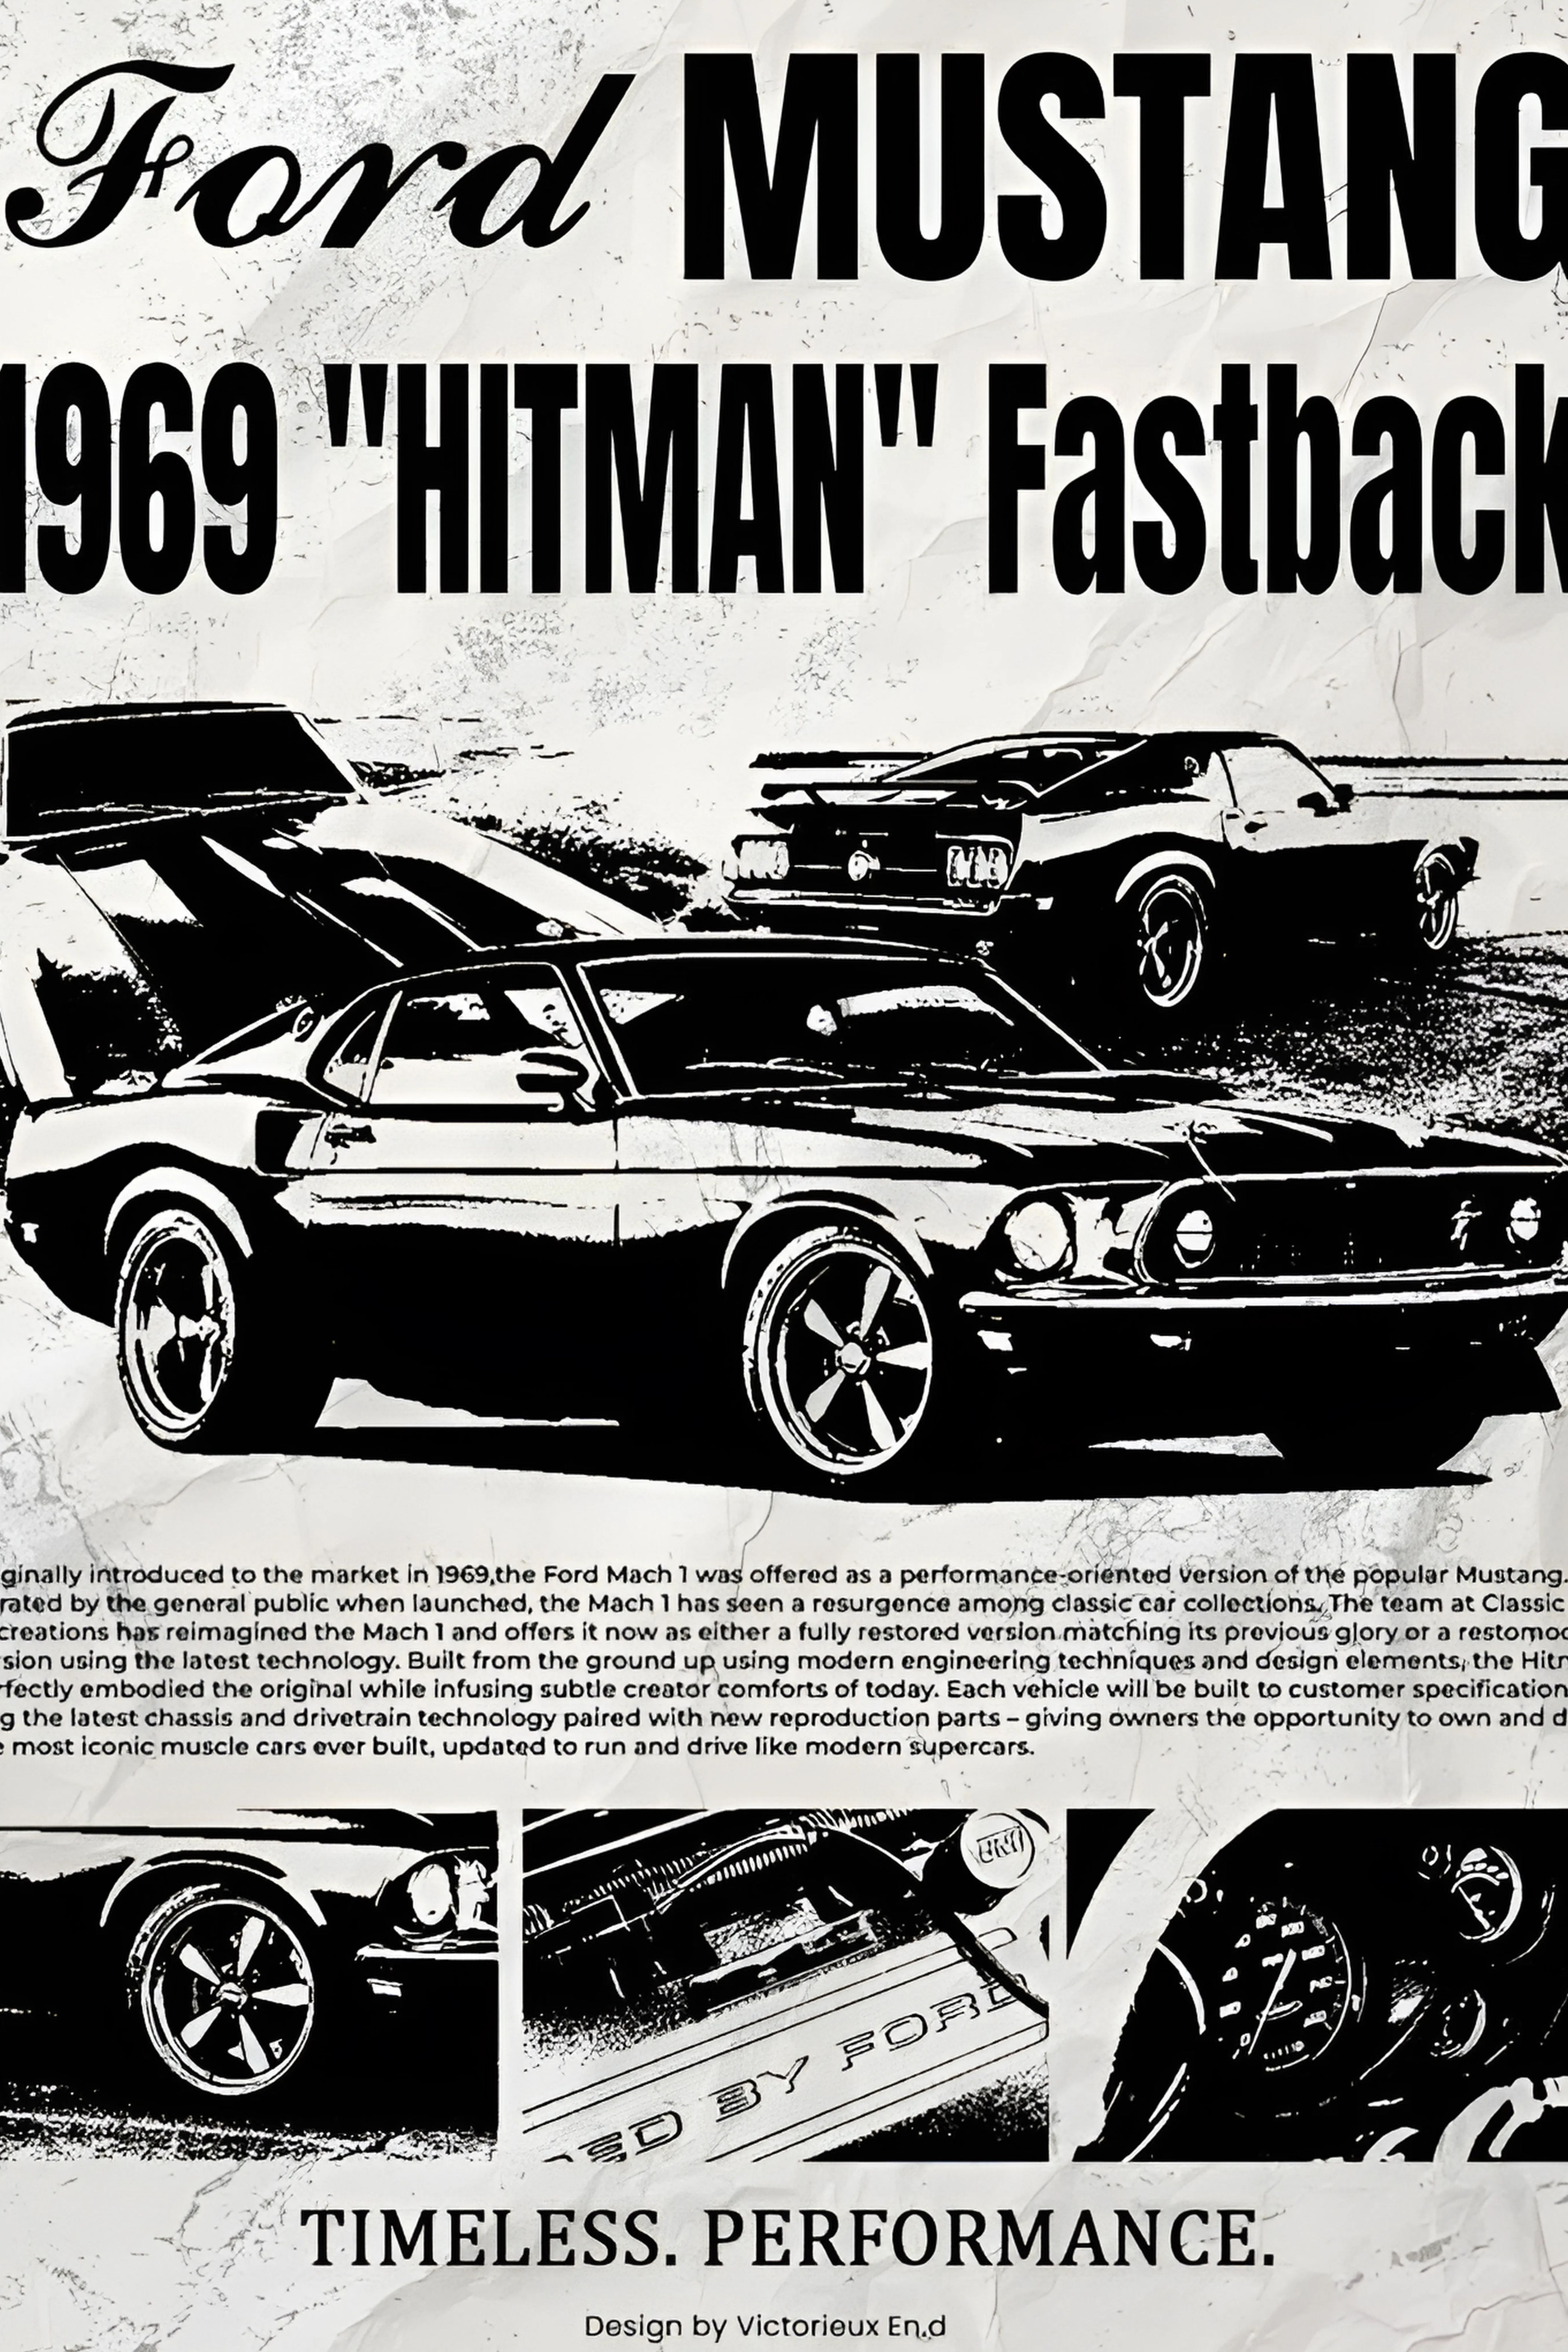 Ford MUSTANG
1969 "HITMAN" Fastback
ginally introduced to the market in 1969,the Ford Mach 1 was offered as a performance-oriented version of the popular Mustang.
rated by the general public when launched, the Mach 1 has seen a resurgence among classic car collections. The team at Classic
creations has reimagined the Mach 1 and offers it now as either a fully restored version matching its previous glory or a restomod
sion using the latest technology. Built from the ground up using modern engineering techniques and design elements, the Hitm
rfectly embodied the original while infusing subtle creator comforts of today. Each vehicle will be built to customer specification
g the latest chassis and drivetrain technology paired with new reproduction parts – giving owners the opportunity to own and d
e most iconic muscle cars ever built, updated to run and drive like modern supercars.
ED BY FORD
TIMELESS. PERFORMANCE.
Design by Victorieux En.d